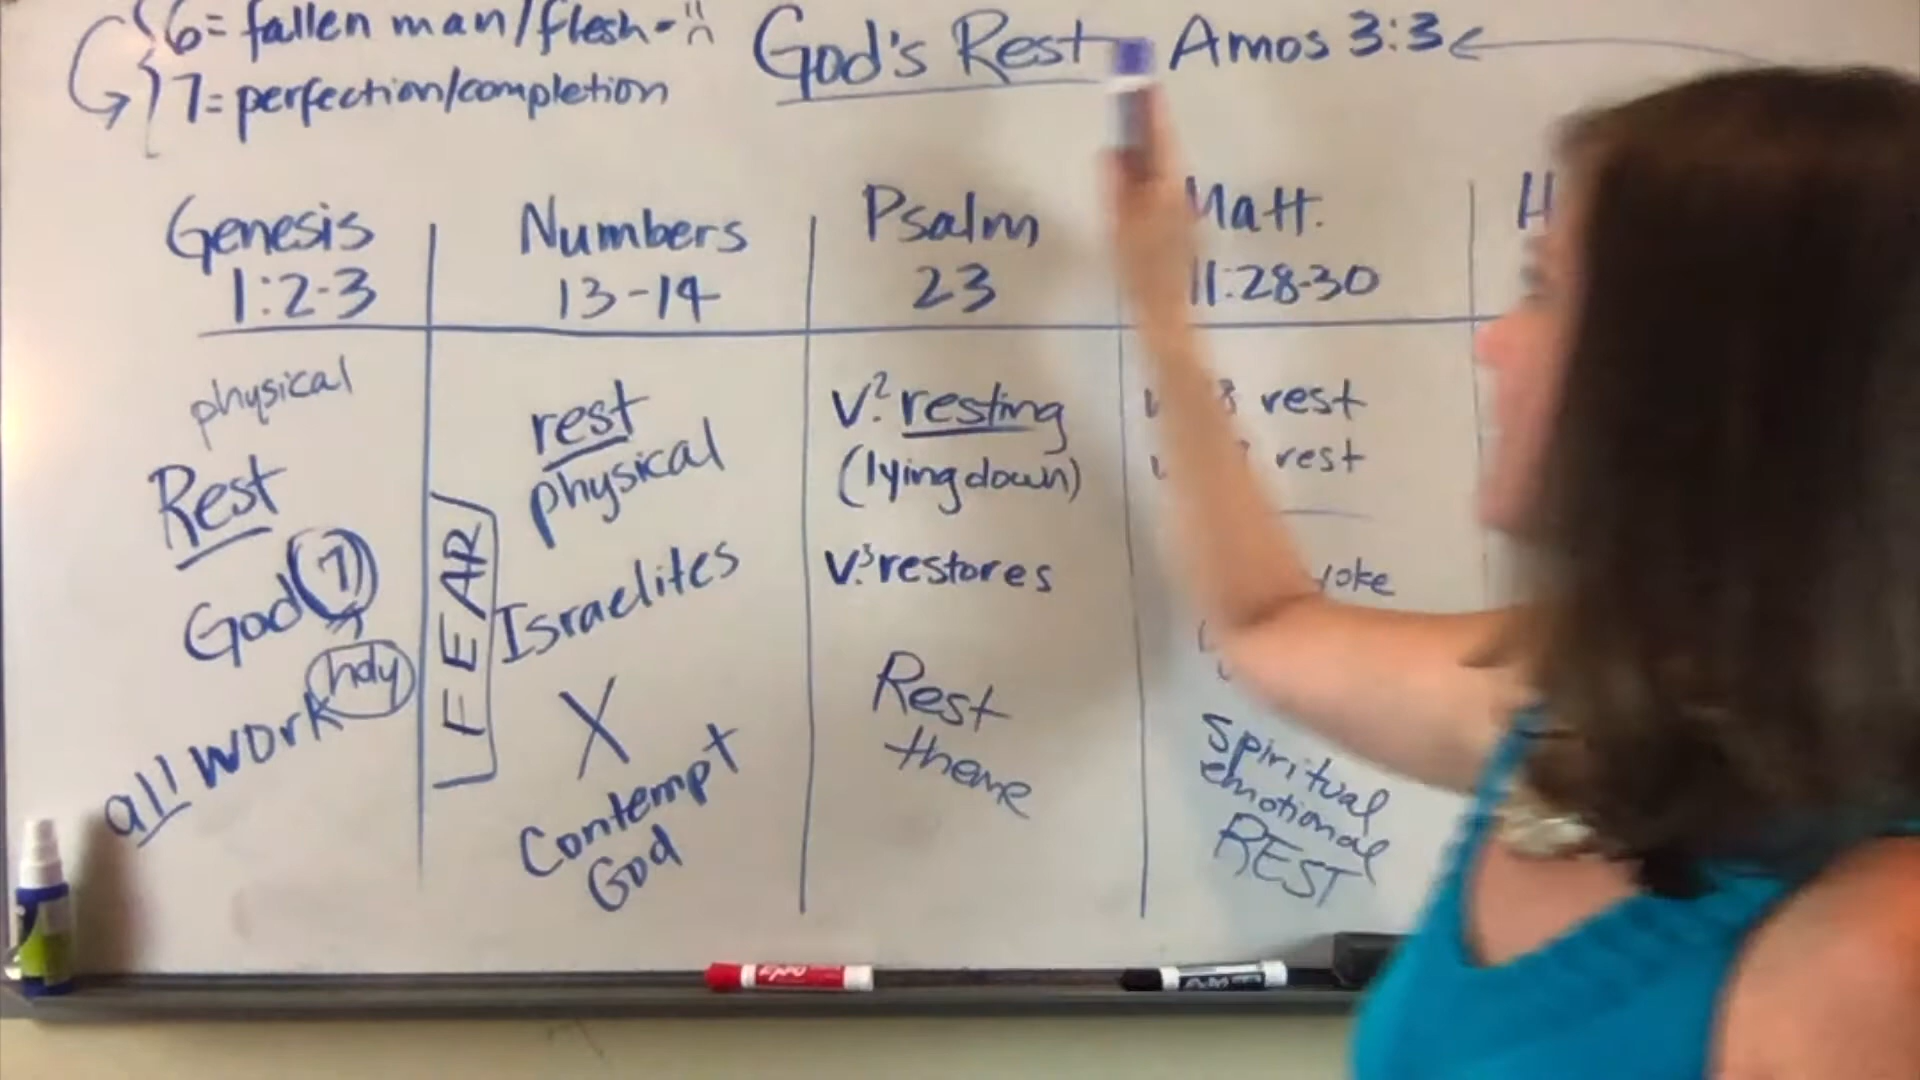 6= fallen man/flesh-
7= perfection/completion
God's Rest Amos 3:3
Genesis
1:2-3
physical
Rest
God 7
holy
all work
FEAR
Numbers
13-14
rest
physical
Israelites
X
Contempt
God
Psalm
23
v.2 resting
(lying down)
v.3 restores
Rest
theme
Matt.
11:28-30
rest
rest
yoke
spiritual
emotional
REST
H
Expo